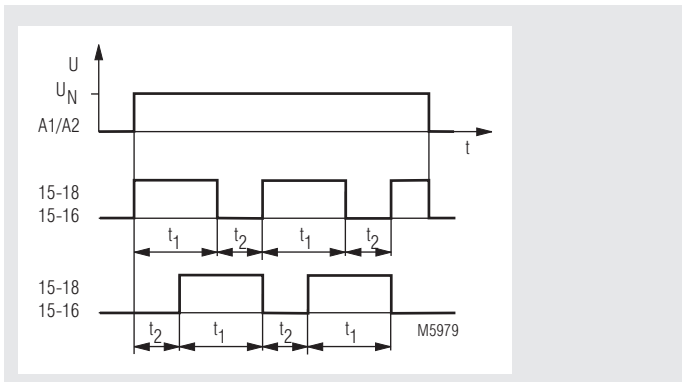 U
U_N
A1/A2
t
15-18
15-16
t1 t2 t1 t2
15-18
15-16
t2 t1 t2 t1
M5979